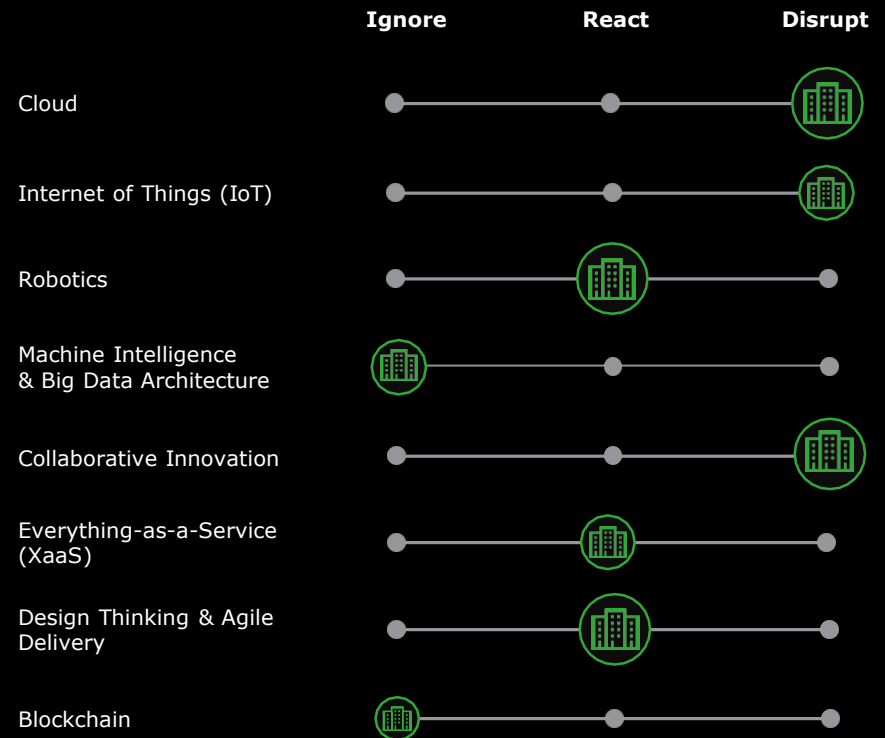 Ignore React Disrupt
Cloud
Internet of Things (IoT)
Robotics
Machine Intelligence
& Big Data Architecture
Collaborative Innovation
Everything-as-a-Service
(XaaS)
Design Thinking & Agile
Delivery
Blockchain